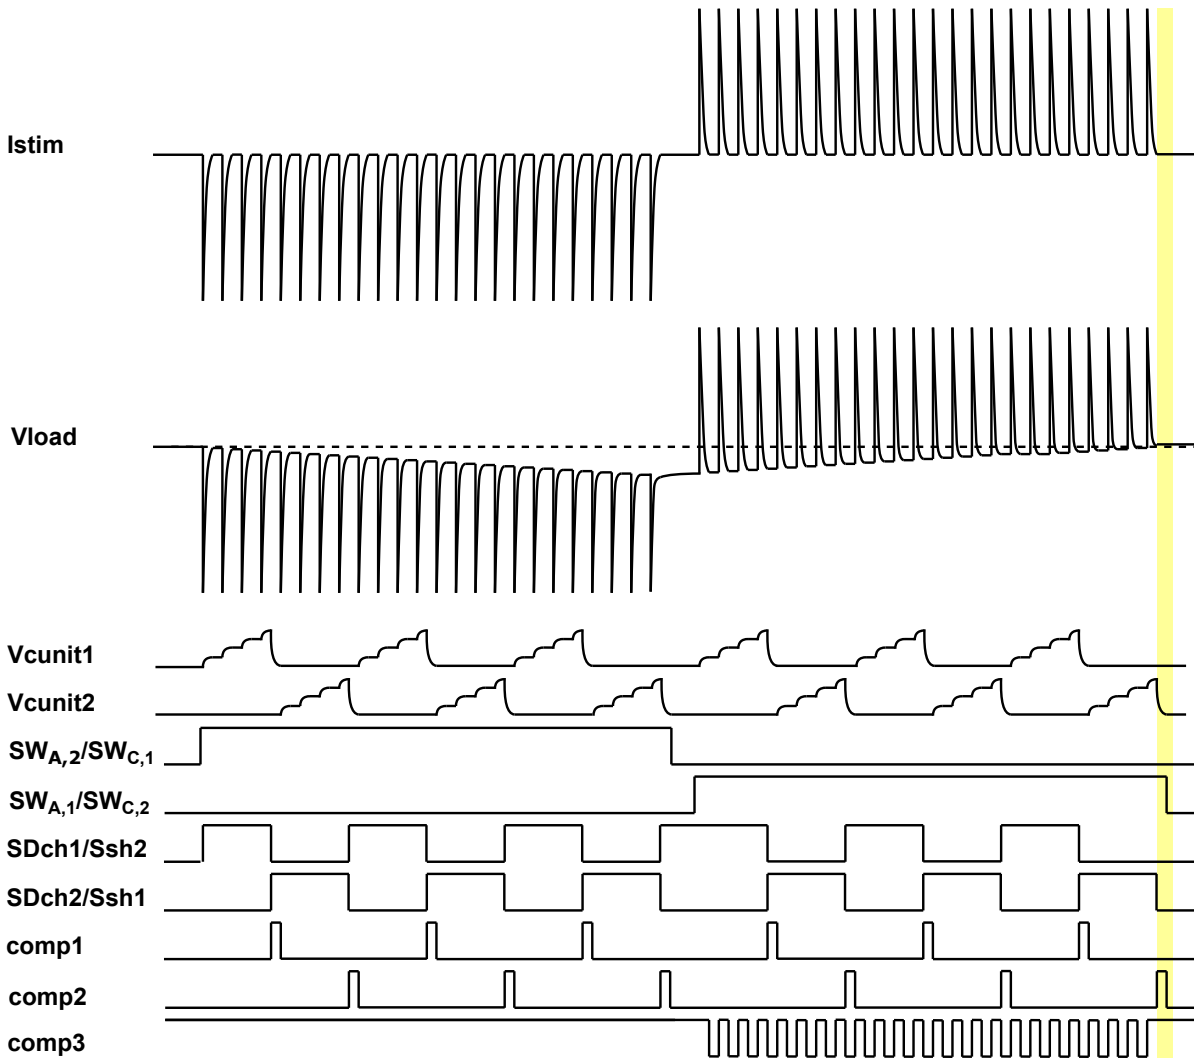 Istim
Vload
Vcunit1
Vcunit2
SWA,2/SWC,1
SWA,1/SWC,2
SDch1/Ssh2
SDch2/Ssh1
comp1
comp2
comp3